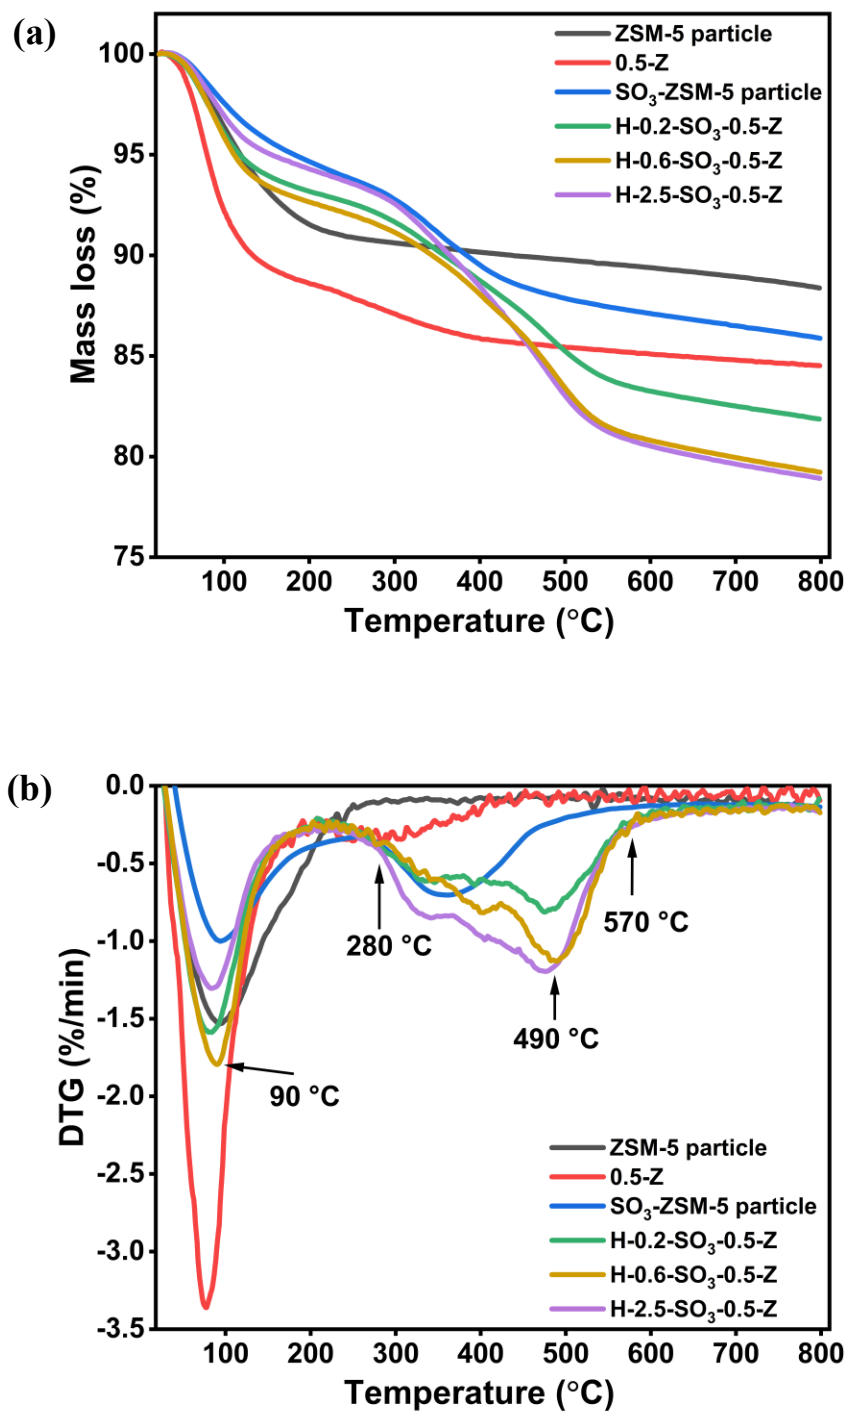 (a)
ZSM-5 particle
0.5-Z
SO₃-ZSM-5 particle
H-0.2-SO₃-0.5-Z
H-0.6-SO₃-0.5-Z
H-2.5-SO₃-0.5-Z
100
95
90
85
80
75
Mass loss (%)
100 200 300 400 500 600 700 800
Temperature (°C)
(b)
0.0
-0.5
-1.0
-1.5
-2.0
-2.5
-3.0
-3.5
DTG (%/min)
280 °C
570 °C
490 °C
90 °C
ZSM-5 particle
0.5-Z
SO₃-ZSM-5 particle
H-0.2-SO₃-0.5-Z
H-0.6-SO₃-0.5-Z
H-2.5-SO₃-0.5-Z
100 200 300 400 500 600 700 800
Temperature (°C)